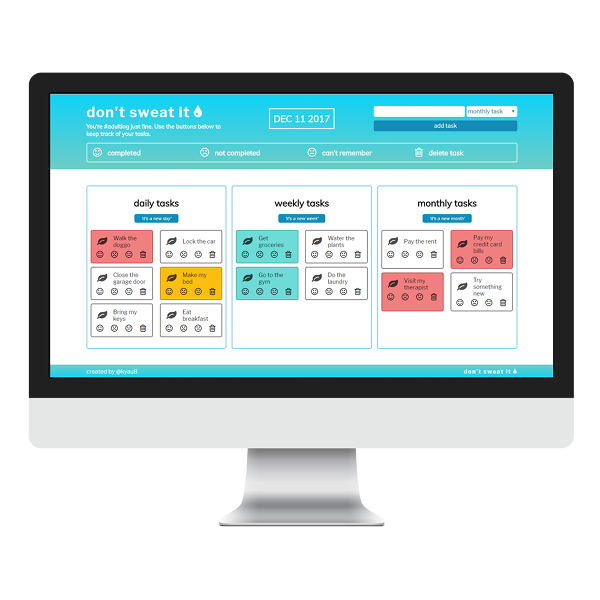 don't sweat it
You're #adulting just fine. Use the buttons below to
keep track of your tasks.
DEC 11 2017
monthly task
add task
completed
not completed
can't remember
delete task
daily tasks
it's a new day!
Walk the
doggo
Lock the car
Close the
garage door
Make my
bed
Bring my
keys
Eat
breakfast
weekly tasks
it's a new week!
Get
groceries
Water the
plants
Go to the
gym
Do the
laundry
monthly tasks
it's a new month!
Pay the rent
Pay my
credit card
bills
Visit my
therapist
Try
something
new
created by @kyau8
don't sweat it